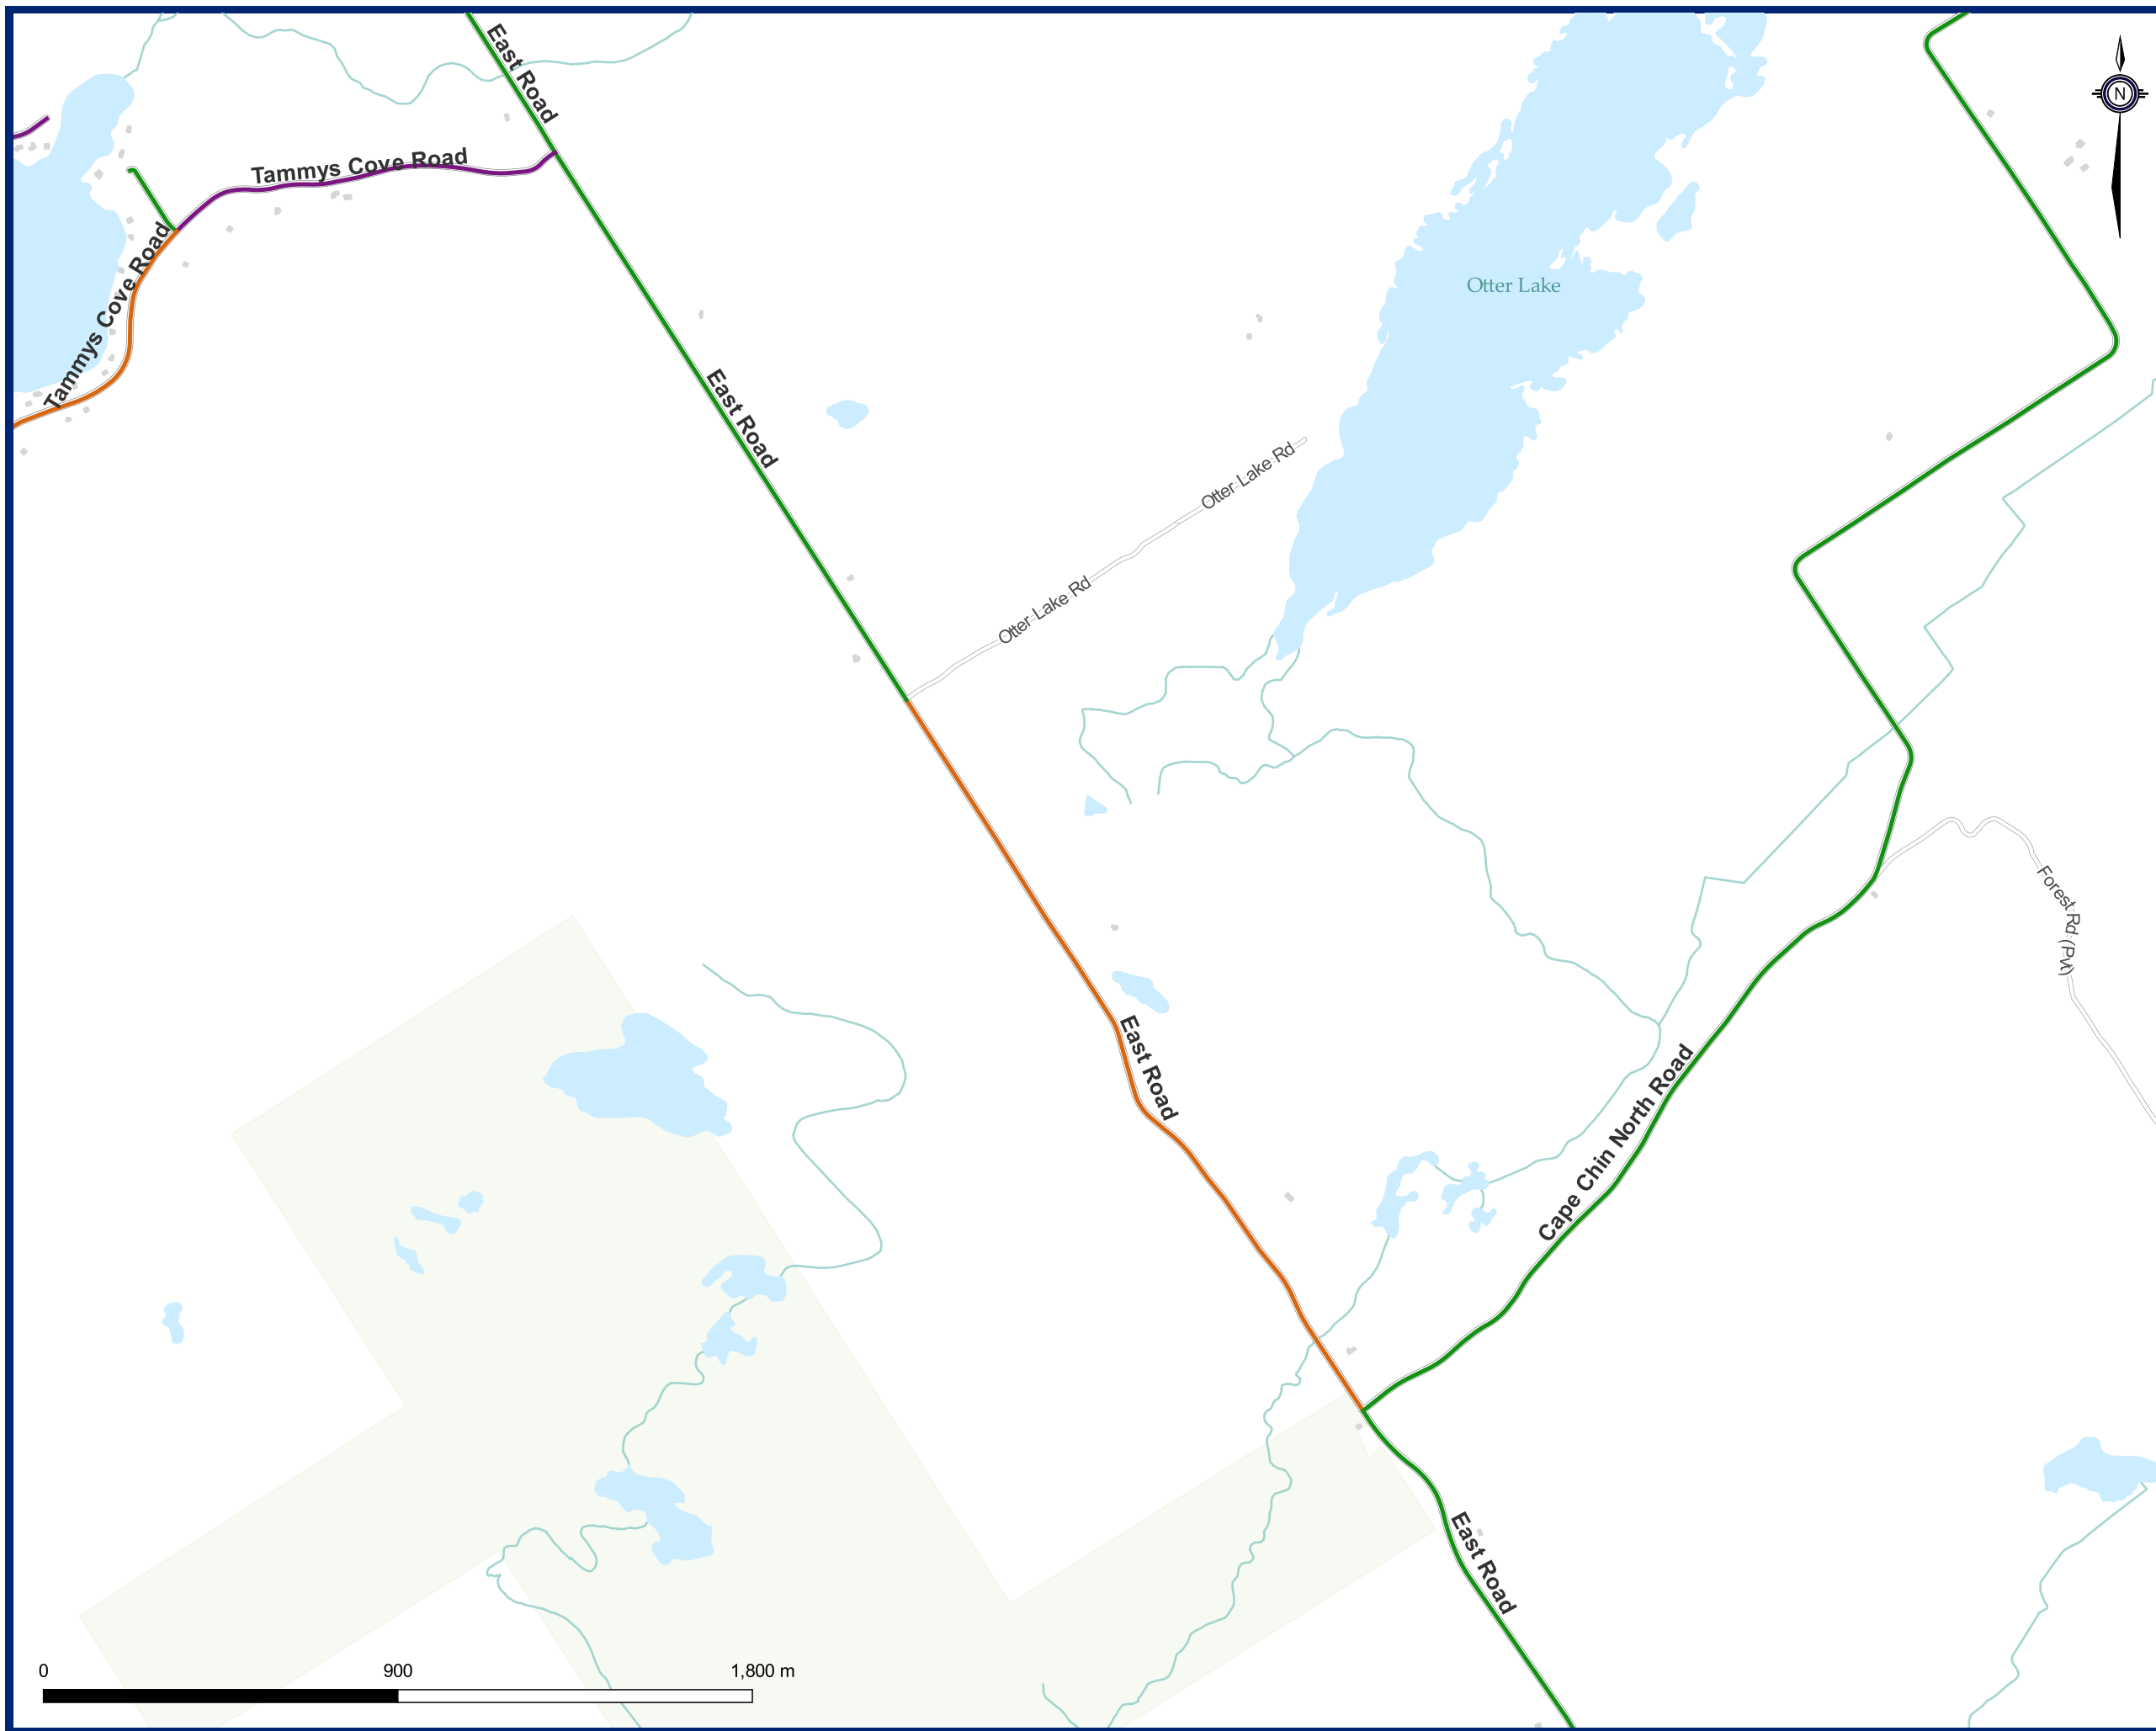 East Road
N
Tammys Cove Road
Tammys Cove Road
Otter Lake
East Road
Otter Lake Rd
Otter Lake Rd
Forest Rd (Pvt)
East Road
Cape Chin North Road
East Road
0 900 1,800 m